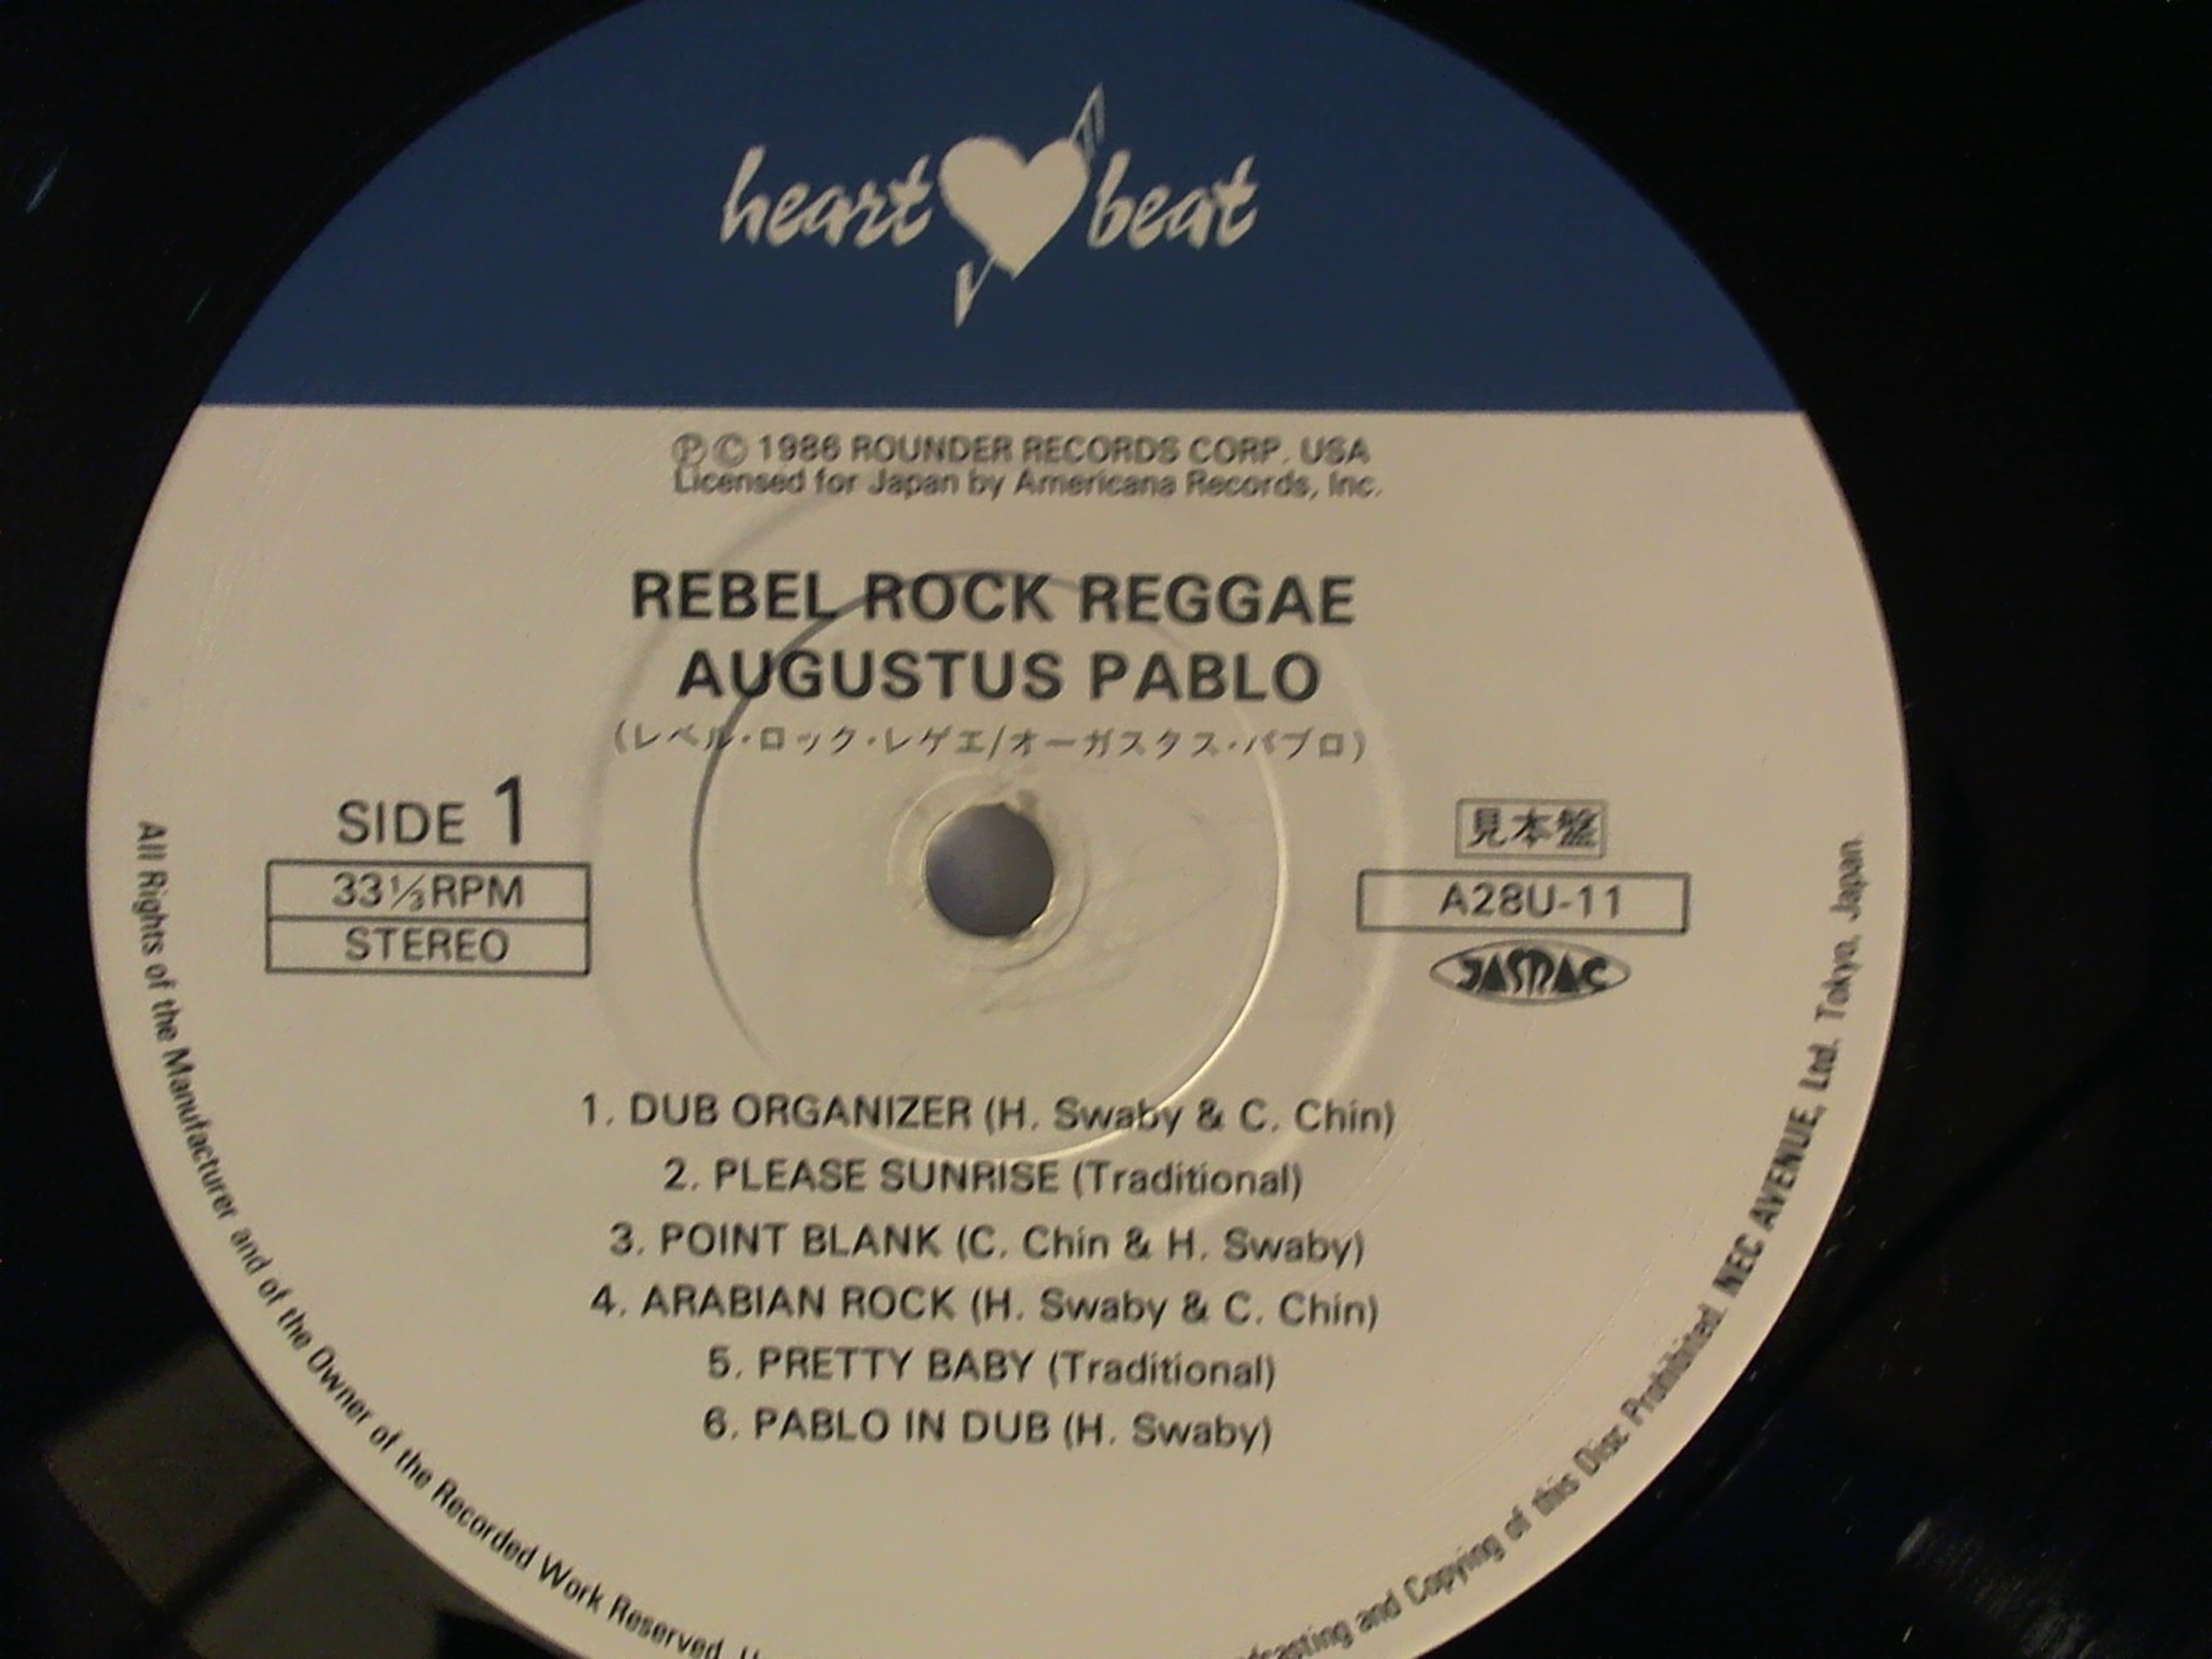 heart beat
Ⓟ © 1986 ROUNDER RECORDS CORP. USA
Licensed for Japan by Americana Records, Inc.
REBEL ROCK REGGAE
AUGUSTUS PABLO
(レベル・ロック・レゲエ/オーガスタス・パブロ)
SIDE 1
33⅓RPM
STEREO
見本盤
A28U-11
JASRAC
1. DUB ORGANIZER (H. Swaby & C. Chin)
2. PLEASE SUNRISE (Traditional)
3. POINT BLANK (C. Chin & H. Swaby)
4. ARABIAN ROCK (H. Swaby & C. Chin)
5. PRETTY BABY (Traditional)
6. PABLO IN DUB (H. Swaby)
All Rights of the Manufacturer and of the Owner of the Recorded Work Reserved. and Copying of this Disc Prohibited. NEC AVENUE, Ltd. Tokyo, Japan.